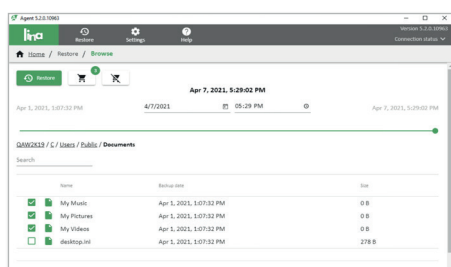 Agent 5.2.0.10963
lina
Restore
Settings
Help
Version 5.2.0.10963
Connection status
Home / Restore / Browse
Restore
3
Apr 7, 2021, 5:29:02 PM
Apr 1, 2021, 1:07:32 PM
4/7/2021
05:29 PM
Apr 7, 2021, 5:29:02 PM
QAW2K19 / C / Users / Public / Documents
Search
Name Backup date Size
My Music Apr 1, 2021, 1:07:32 PM 0 B
My Pictures Apr 1, 2021, 1:07:32 PM 0 B
My Videos Apr 1, 2021, 1:07:32 PM 0 B
desktop.ini Apr 1, 2021, 1:07:32 PM 278 B